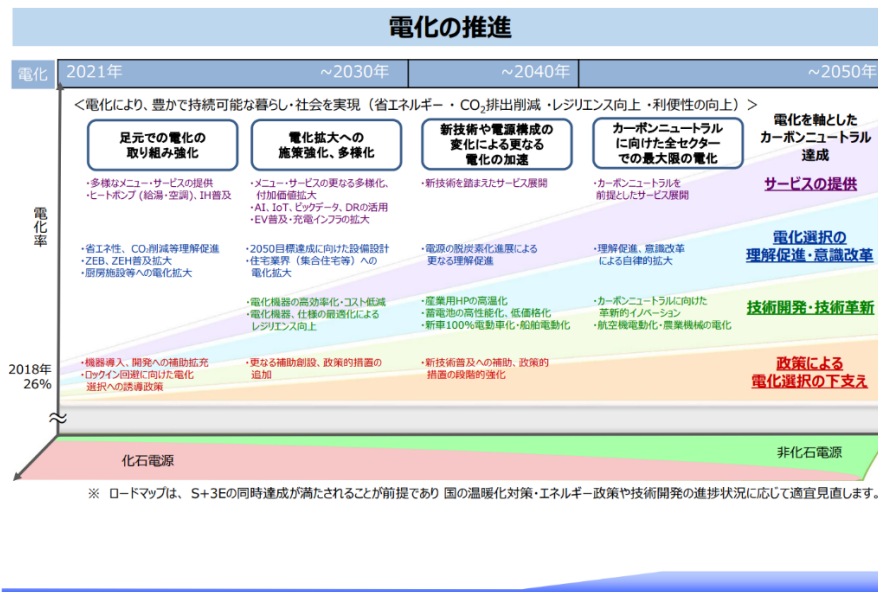 電化の推進
電化
2021年
~2030年
~2040年
~2050年
<電化により、豊かで持続可能な暮らし・社会を実現(省エネルギー・CO2排出削減・レジリエンス向上・利便性の向上)>
足元での電化の
取り組み強化
電化拡大への
施策強化、多様化
新技術や電源構成の
変化による更なる
電化の加速
カーボンニュートラル
に向けた全セクター
での最大限の電化
電化を軸とした
カーボンニュートラル
達成
・多様なメニュー・サービスの提供
・ヒートポンプ(給湯・空調)、IH普及
・メニュー・サービスの更なる多様化、
付加価値拡大
・AI、IoT、ビックデータ、DRの活用
・EV普及・充電インフラの拡大
・新技術を踏まえたサービス展開
・カーボンニュートラルを
前提としたサービス展開
サービスの提供
電化率
・省エネ性、CO2削減等理解促進
・ZEB、ZEH普及拡大
・厨房施設等への電化拡大
・2050目標達成に向けた設備設計
・住宅業界(集合住宅等)への
電化拡大
・電源の脱炭素化進展による
更なる理解促進
・理解促進、意識改革
による自律的拡大
電化選択の
理解促進・意識改革
・電化機器の高効率化・コスト低減
・電化機器、仕様の最適化による
レジリエンス向上
・産業用HPの高温化
・蓄電池の高性能化、低価格化
・新車100%電動車化・船舶電動化
・カーボンニュートラルに向けた
革新的イノベーション
・航空機電動化・農業機械の電化
技術開発・技術革新
2018年
26%
・機器導入、開発への補助拡充
・ロックイン回避に向けた電化
選択への誘導政策
・更なる補助創設、政策的措置の
追加
・新技術普及への補助、政策的
措置の段階的強化
政策による
電化選択の下支え
化石電源
非化石電源
※ ロードマップは、S+3Eの同時達成が満たされることが前提であり 国の温暖化対策・エネルギー政策や技術開発の進捗状況に応じて適宜見直します。